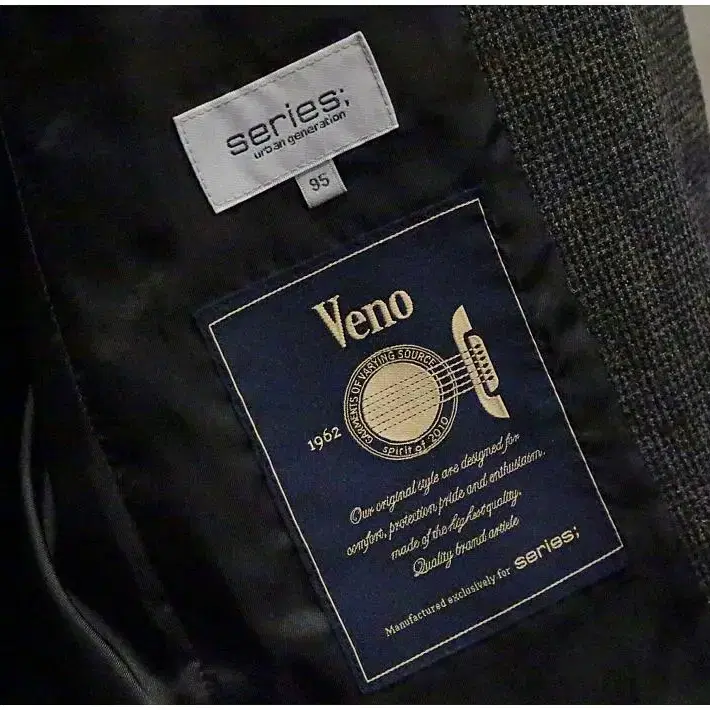 series;
urban generation
95
Veno
GARMENTS OF VARYING SOURCE
1962
spirit of 2010
Our original style are designed for
comfort, protection pride and enthusiasm.
made of the highest quality.
Quality brand article
Manufactured exclusively for series;